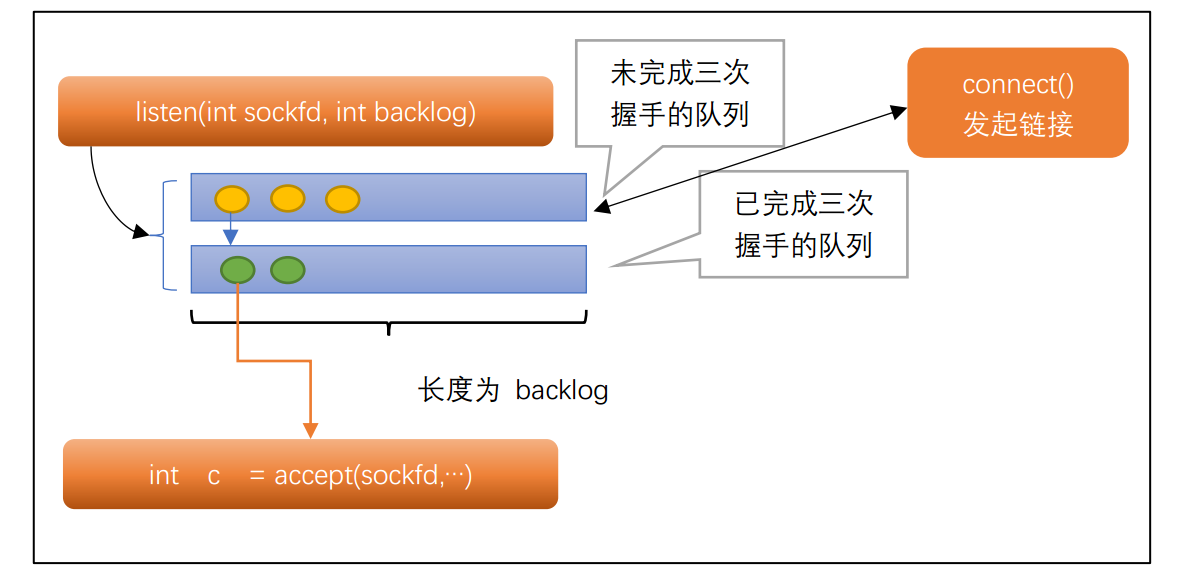 listen(int sockfd, int backlog)
未完成三次
握手的队列
connect()
发起链接
已完成三次
握手的队列
长度为 backlog
int c = accept(sockfd,…)